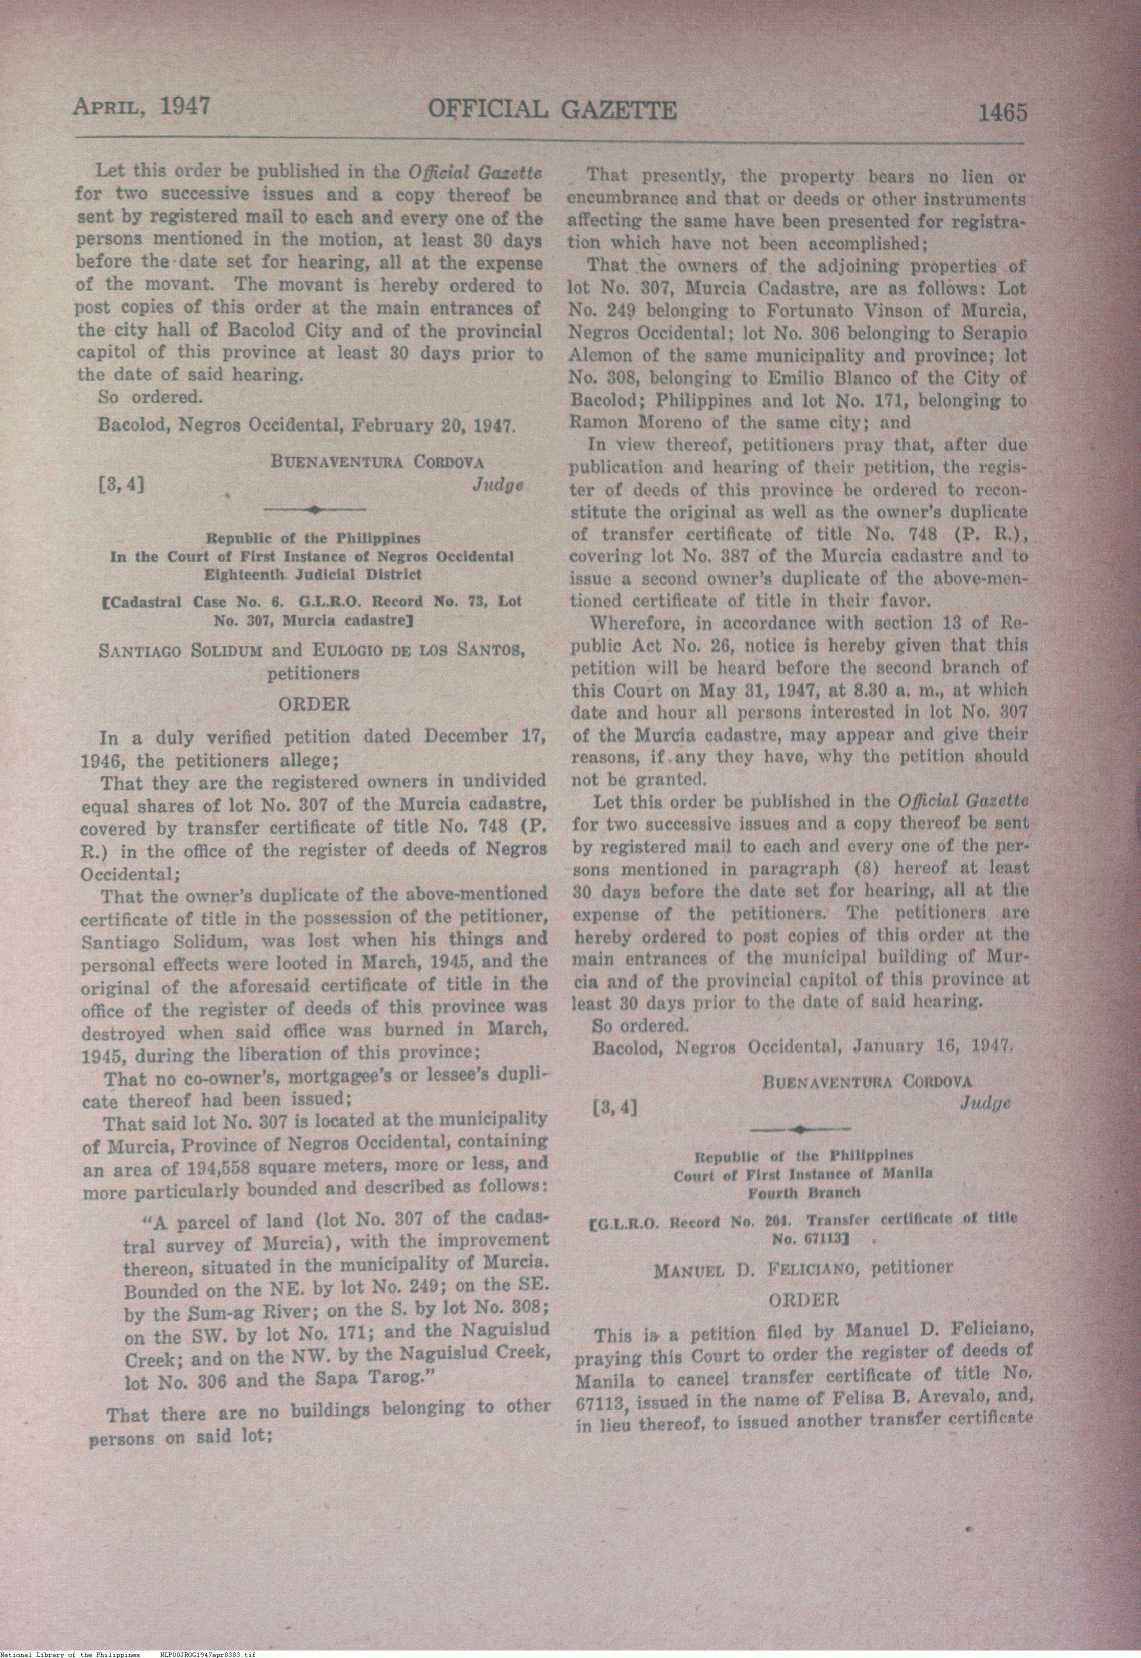 APRIL, 1947 OFFICIAL GAZETTE 1465
Let this order be published in the Official Gazette
for two successive issues and a copy thereof be
sent by registered mail to each and every one of the
persons mentioned in the motion, at least 30 days
before the date set for hearing, all at the expense
of the movant. The movant is hereby ordered to
post copies of this order at the main entrances of
the city hall of Bacolod City and of the provincial
capitol of this province at least 30 days prior to
the date of said hearing.
So ordered.
Bacolod, Negros Occidental, February 20, 1947.
BUENAVENTURA CORDOVA
[3, 4] Judge
Republic of the Philippines
In the Court of First Instance of Negros Occidental
Eighteenth Judicial District
[Cadastral Case No. 6. G.L.R.O. Record No. 73, Lot
No. 307, Murcia cadastre]
SANTIAGO SOLIDUM and EULOGIO DE LOS SANTOS,
petitioners
ORDER
In a duly verified petition dated December 17,
1946, the petitioners allege;
That they are the registered owners in undivided
equal shares of lot No. 307 of the Murcia cadastre,
covered by transfer certificate of title No. 748 (P.
R.) in the office of the register of deeds of Negros
Occidental;
That the owner's duplicate of the above-mentioned
certificate of title in the possession of the petitioner,
Santiago Solidum, was lost when his things and
personal effects were looted in March, 1945, and the
original of the aforesaid certificate of title in the
office of the register of deeds of this province was
destroyed when said office was burned in March,
1945, during the liberation of this province;
That no co-owner's, mortgagee's or lessee's dupli-
cate thereof had been issued;
That said lot No. 307 is located at the municipality
of Murcia, Province of Negros Occidental, containing
an area of 194,558 square meters, more or less, and
more particularly bounded and described as follows:
"A parcel of land (lot No. 307 of the cadas-
tral survey of Murcia), with the improvement
thereon, situated in the municipality of Murcia.
Bounded on the NE. by lot No. 249; on the SE.
by the Sum-ag River; on the S. by lot No. 308;
on the SW. by lot No. 171; and the Naguislud
Creek; and on the NW. by the Naguislud Creek,
lot No. 306 and the Sapa Tarog."
That there are no buildings belonging to other
persons on said lot;
That presently, the property bears no lien or
encumbrance and that or deeds or other instruments
affecting the same have been presented for registra-
tion which have not been accomplished;
That the owners of the adjoining properties of
lot No. 307, Murcia Cadastre, are as follows: Lot
No. 249 belonging to Fortunato Vinson of Murcia,
Negros Occidental; lot No. 306 belonging to Serapio
Alemon of the same municipality and province; lot
No. 308, belonging to Emilio Blanco of the City of
Bacolod; Philippines and lot No. 171, belonging to
Ramon Moreno of the same city; and
In view thereof, petitioners pray that, after due
publication and hearing of their petition, the regis-
ter of deeds of this province be ordered to recon-
stitute the original as well as the owner's duplicate
of transfer certificate of title No. 748 (P. R.),
covering lot No. 387 of the Murcia cadastre and to
issue a second owner's duplicate of the above-men-
tioned certificate of title in their favor.
Wherefore, in accordance with section 13 of Re-
public Act No. 26, notice is hereby given that this
petition will be heard before the second branch of
this Court on May 31, 1947, at 8.30 a. m., at which
date and hour all persons interested in lot No. 307
of the Murcia cadastre, may appear and give their
reasons, if any they have, why the petition should
not be granted.
Let this order be published in the Official Gazette
for two successive issues and a copy thereof be sent
by registered mail to each and every one of the per-
sons mentioned in paragraph (8) hereof at least
30 days before the date set for hearing, all at the
expense of the petitioners. The petitioners are
hereby ordered to post copies of this order at the
main entrances of the municipal building of Mur-
cia and of the provincial capitol of this province at
least 30 days prior to the date of said hearing.
So ordered.
Bacolod, Negros Occidental, January 16, 1947.
BUENAVENTURA CORDOVA
[3, 4] Judge
Republic of the Philippines
Court of First Instance of Manila
Fourth Branch
[G.L.R.O. Record No. 264. Transfer certificate of title
No. 67113]
MANUEL D. FELICIANO, petitioner
ORDER
This is a petition filed by Manuel D. Feliciano,
praying this Court to order the register of deeds of
Manila to cancel transfer certificate of title No.
67113, issued in the name of Felisa B. Arevalo, and,
in lieu thereof, to issued another transfer certificate
National Library of the Philippines NLP00JROG1947apr0303.tif